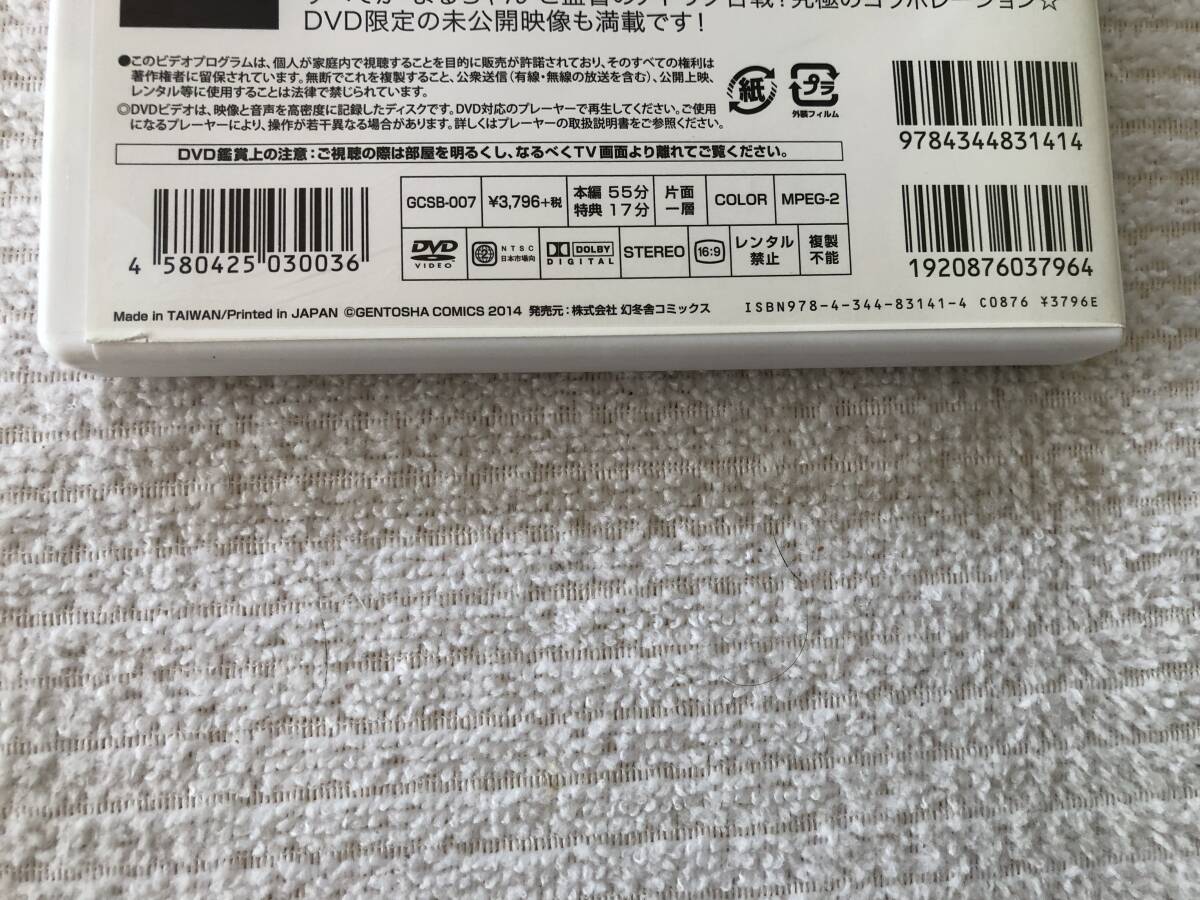 DVD限定の未公開映像も満載です!
●このビデオプログラムは、個人が家庭内で視聴することを目的に販売が許諾されており、そのすべての権利は
著作権者に留保されています。無断でこれを複製すること、公衆送信(有線・無線の放送を含む)、公開上映、
レンタル等に使用することは法律で禁じられています。
◎DVDビデオは、映像と音声を高密度に記録したディスクです。DVD対応のプレーヤーで再生してください。ご使用
になるプレーヤーにより、操作が若干異なる場合があります。詳しくはプレーヤーの取扱説明書をご参照ください。
紙
プラ
外装フィルム
9784344831414
DVD鑑賞上の注意:ご視聴の際は部屋を明るくし、なるべくTV画面より離れてご覧ください。
4 580425 030036
GCSB-007 ¥3,796+税 本編 55分 特典 17分 片面一層 COLOR MPEG-2
DVD VIDEO 2 NTSC 日本市場向 DOLBY DIGITAL STEREO 16:9 レンタル禁止 複製不能
1920876037964
Made in TAIWAN/Printed in JAPAN ©GENTOSHA COMICS 2014 発売元:株式会社 幻冬舎コミックス
ISBN978-4-344-83141-4 C0876 ¥3796E